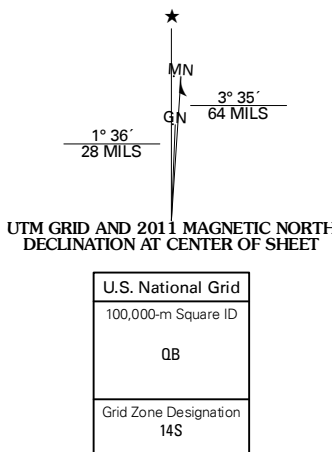 ★
MN
GN
3° 35´
64 MILS
1° 36´
28 MILS
UTM GRID AND 2011 MAGNETIC NORTH
DECLINATION AT CENTER OF SHEET
U.S. National Grid
100,000-m Square ID
QB
Grid Zone Designation
14S